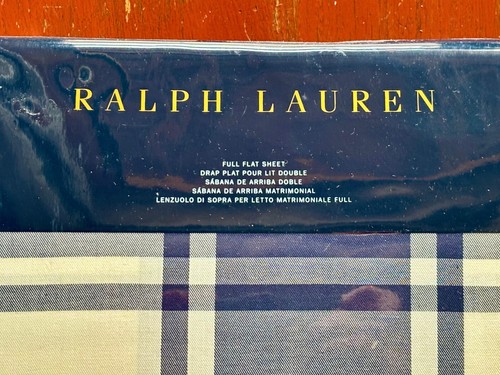 RALPH LAUREN
FULL FLAT SHEET
DRAP PLAT POUR LIT DOUBLE
SÁBANA DE ARRIBA DOBLE
SÁBANA DE ARRIBA MATRIMONIAL
LENZUOLO DI SOPRA PER LETTO MATRIMONIALE FULL